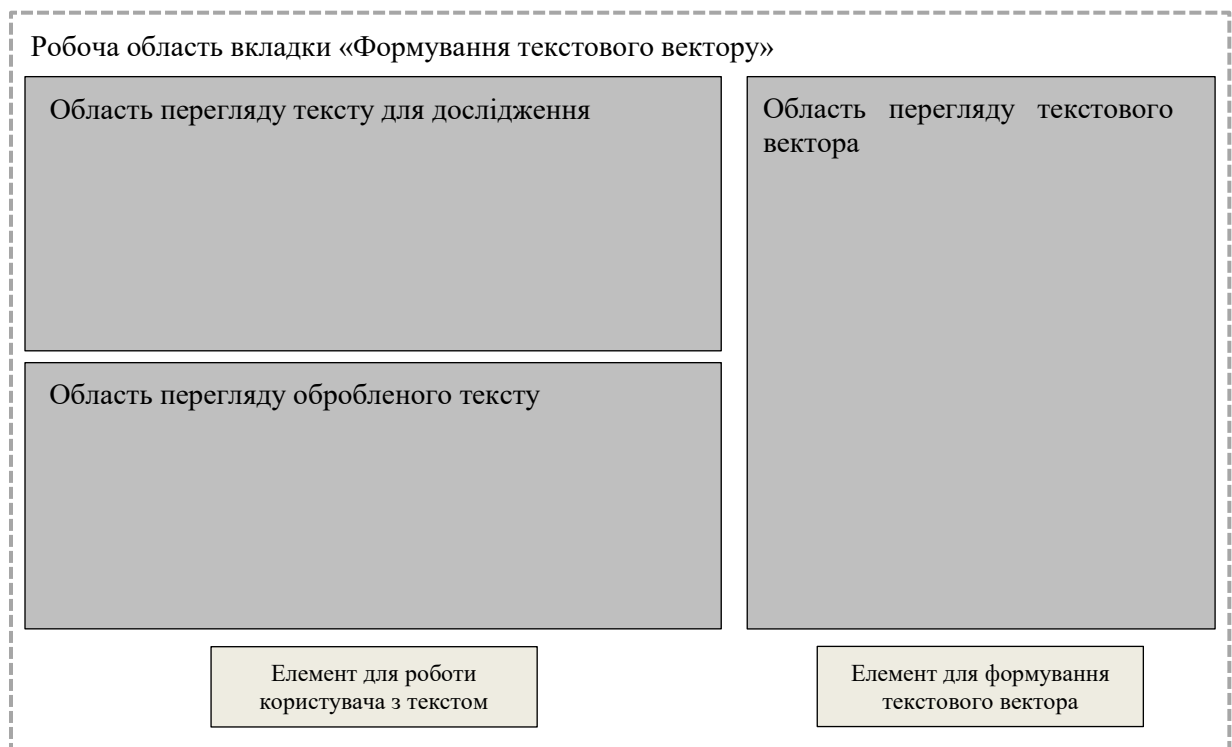 Робоча область вкладки «Формування текстового вектору»
Область перегляду тексту для дослідження
Область перегляду текстового
вектора
Область перегляду обробленого тексту
Елемент для роботи
користувача з текстом
Елемент для формування
текстового вектора